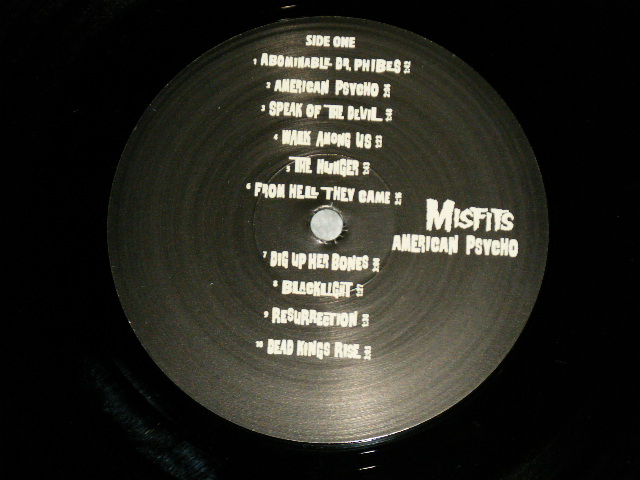 SIDE ONE
1 ABOMINABLE DR. PHIBES
2 AMERICAN PSYCHO
3 SPEAK OF THE DEVIL
4 WALK AMONG US
5 THE HUNGER
6 FROM HELL THEY CAME
MISFITS
AMERICAN PSYCHO
7 DIG UP HER BONES
8 BLACKLIGHT
9 RESURRECTION
10 DEAD KINGS RISE